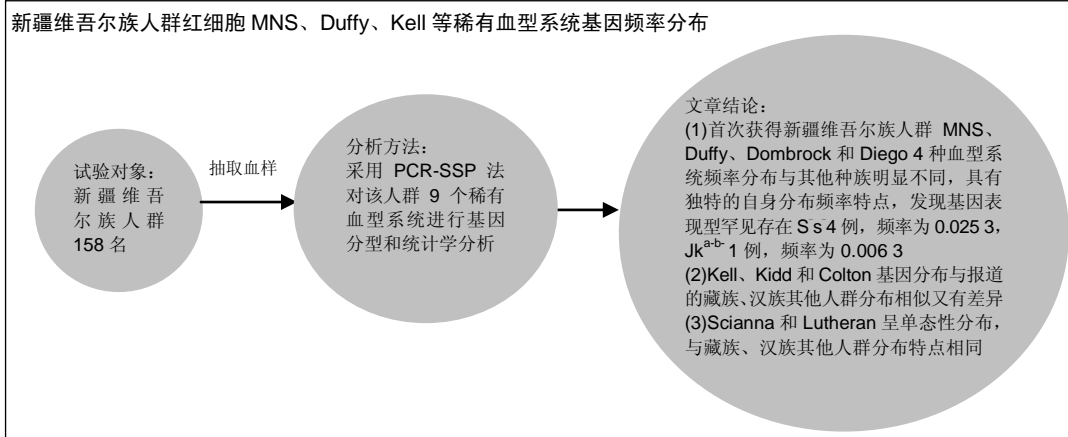 新疆维吾尔族人群红细胞 MNS、Duffy、Kell 等稀有血型系统基因频率分布
试验对象：
新疆维吾
尔族人群
158 名
抽取血样
分析方法：
采用 PCR-SSP 法
对该人群 9 个稀有
血型系统进行基因
分型和统计学分析
文章结论：
(1)首次获得新疆维吾尔族人群 MNS、
Duffy、Dombrock 和 Diego 4 种血型系
统频率分布与其他种族明显不同，具有
独特的自身分布频率特点，发现基因表
现型罕见存在 S⁻s⁻4 例，频率为 0.025 3，
Jkᵃ⁻ᵇ⁻ 1 例，频率为 0.006 3
(2)Kell、Kidd 和 Colton 基因分布与报道
的藏族、汉族其他人群分布相似又有差异
(3)Scianna 和 Lutheran 呈单态性分布，
与藏族、汉族其他人群分布特点相同